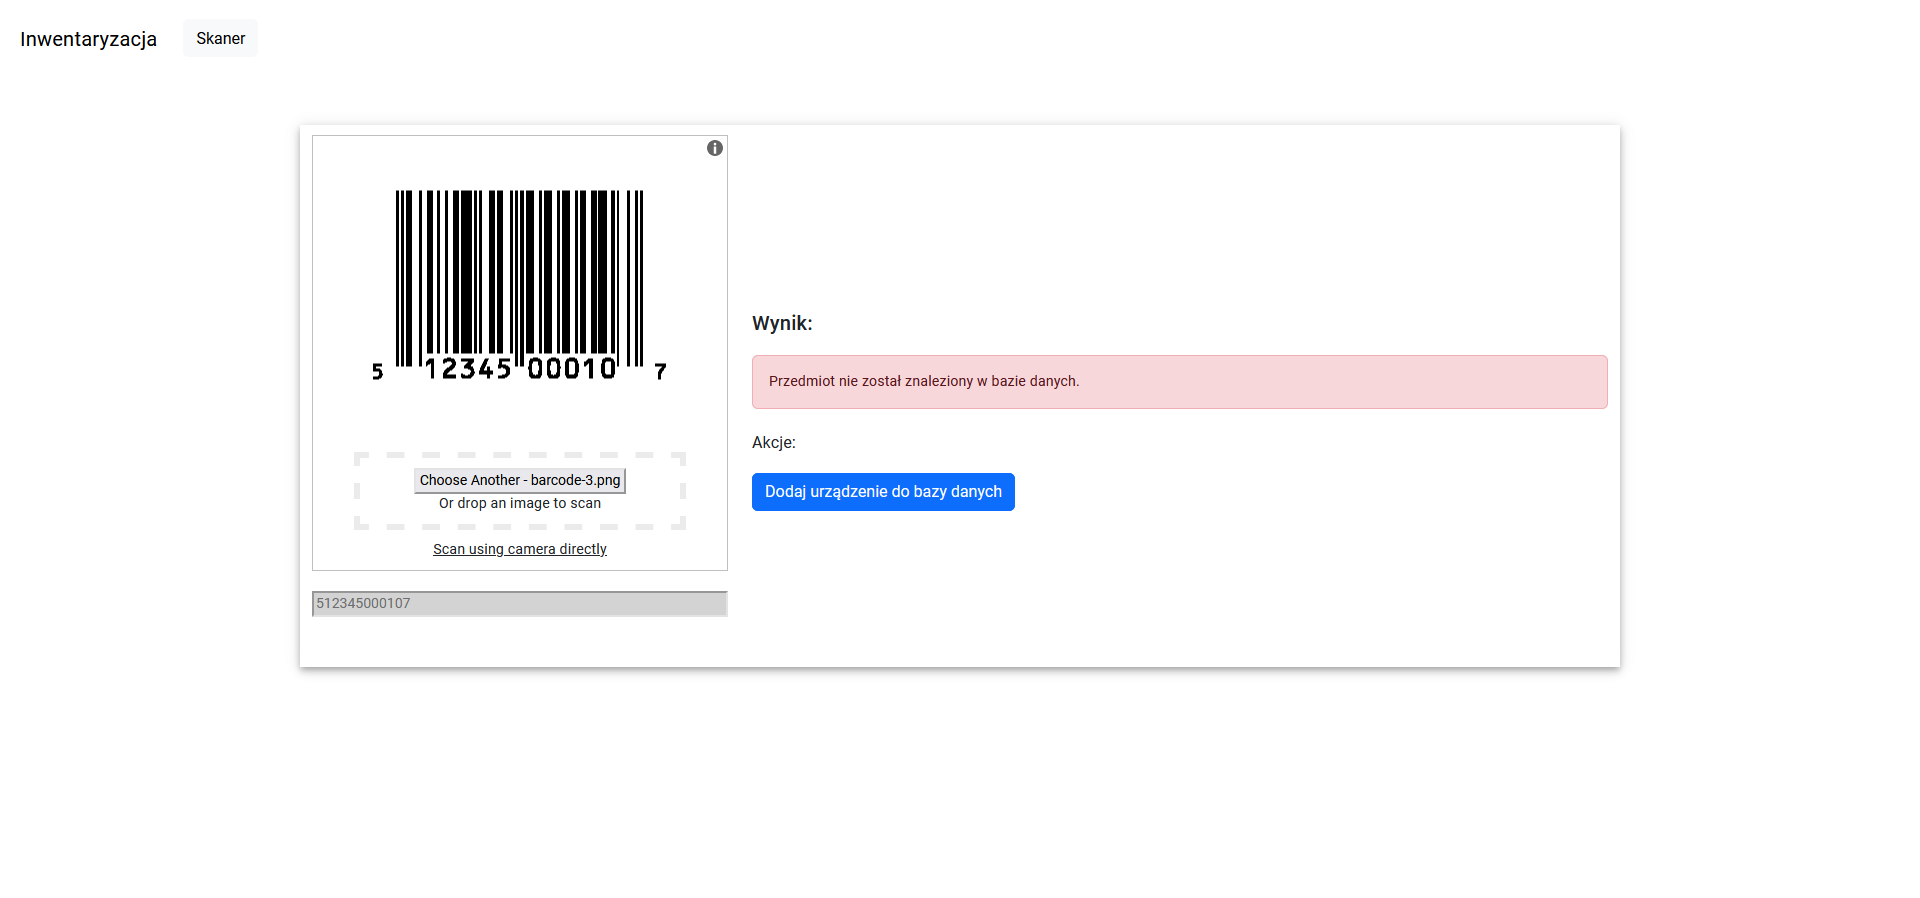 Inwentaryzacja
Skaner
5 12345 00010 7
Choose Another - barcode-3.png
Or drop an image to scan
Scan using camera directly
512345000107
Wynik:
Przedmiot nie został znaleziony w bazie danych.
Akcje:
Dodaj urządzenie do bazy danych